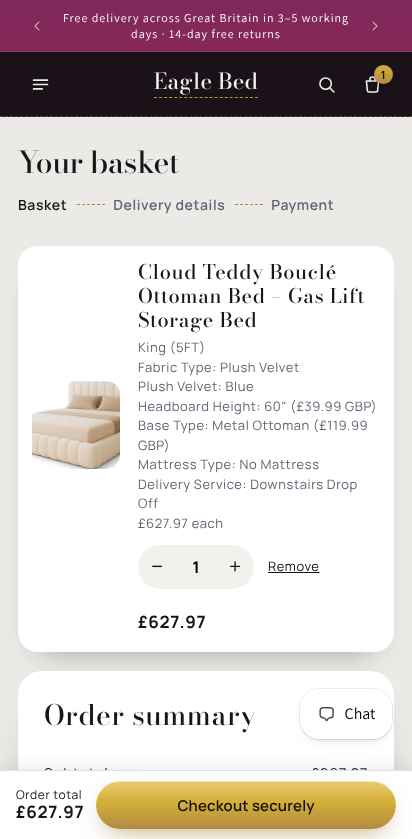 Free delivery across Great Britain in 3–5 working
days · 14-day free returns
Eagle Bed
1
Your basket
Basket
Delivery details
Payment
Cloud Teddy Bouclé
Ottoman Bed – Gas Lift
Storage Bed
King (5FT)
Fabric Type: Plush Velvet
Plush Velvet: Blue
Headboard Height: 60" (£39.99 GBP)
Base Type: Metal Ottoman (£119.99
GBP)
Mattress Type: No Mattress
Delivery Service: Downstairs Drop
Off
£627.97 each
− 1 +
Remove
£627.97
Order summary
Chat
Order total
£627.97
Checkout securely